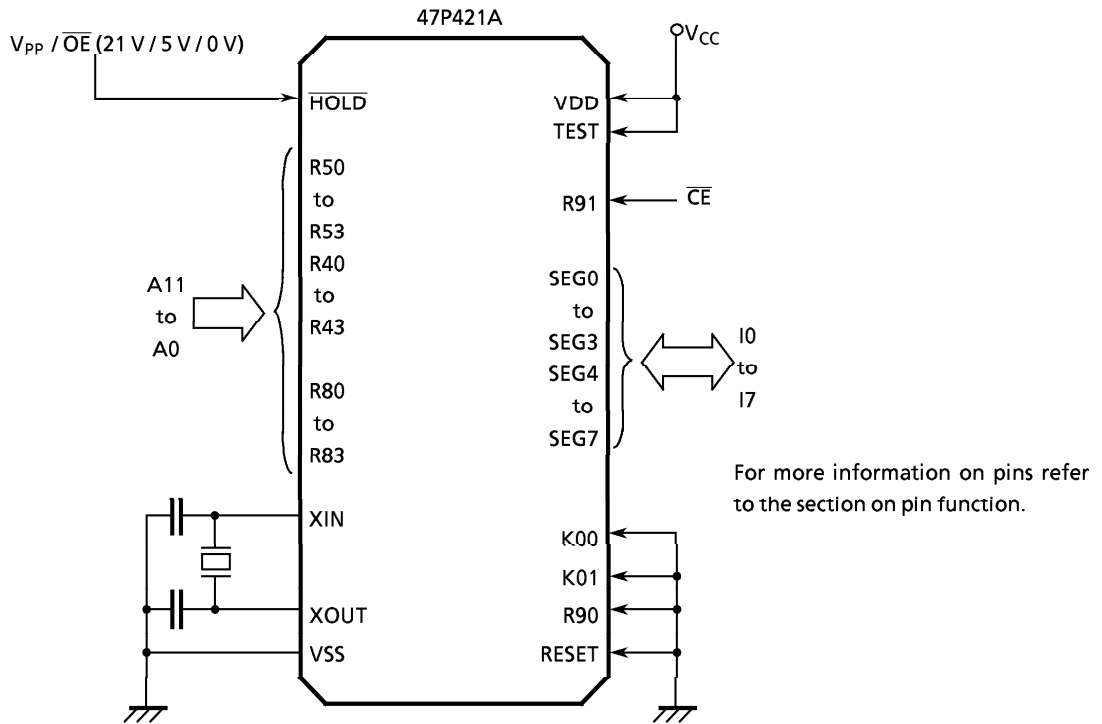 47P421A
VPP / OE (21 V / 5 V / 0 V)
VCC
HOLD
VDD
TEST
R50
to
R53
R40
to
R43
R80
to
R83
R91
CE
A11
to
A0
SEG0
to
SEG3
SEG4
to
SEG7
I0
to
I7
For more information on pins refer
to the section on pin function.
XIN
XOUT
VSS
K00
K01
R90
RESET